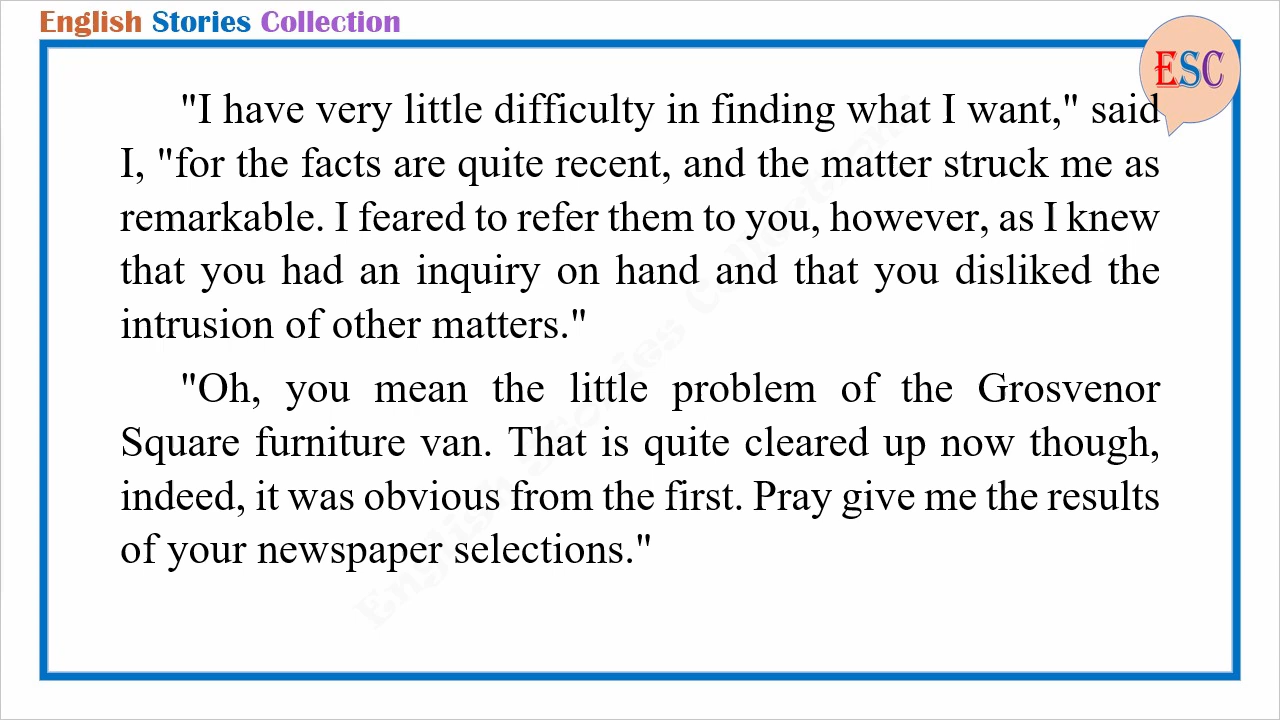 English Stories Collection
ESC
"I have very little difficulty in finding what I want," said
I, "for the facts are quite recent, and the matter struck me as
remarkable. I feared to refer them to you, however, as I knew
that you had an inquiry on hand and that you disliked the
intrusion of other matters."
"Oh, you mean the little problem of the Grosvenor
Square furniture van. That is quite cleared up now though,
indeed, it was obvious from the first. Pray give me the results
of your newspaper selections."
English Stories Collections